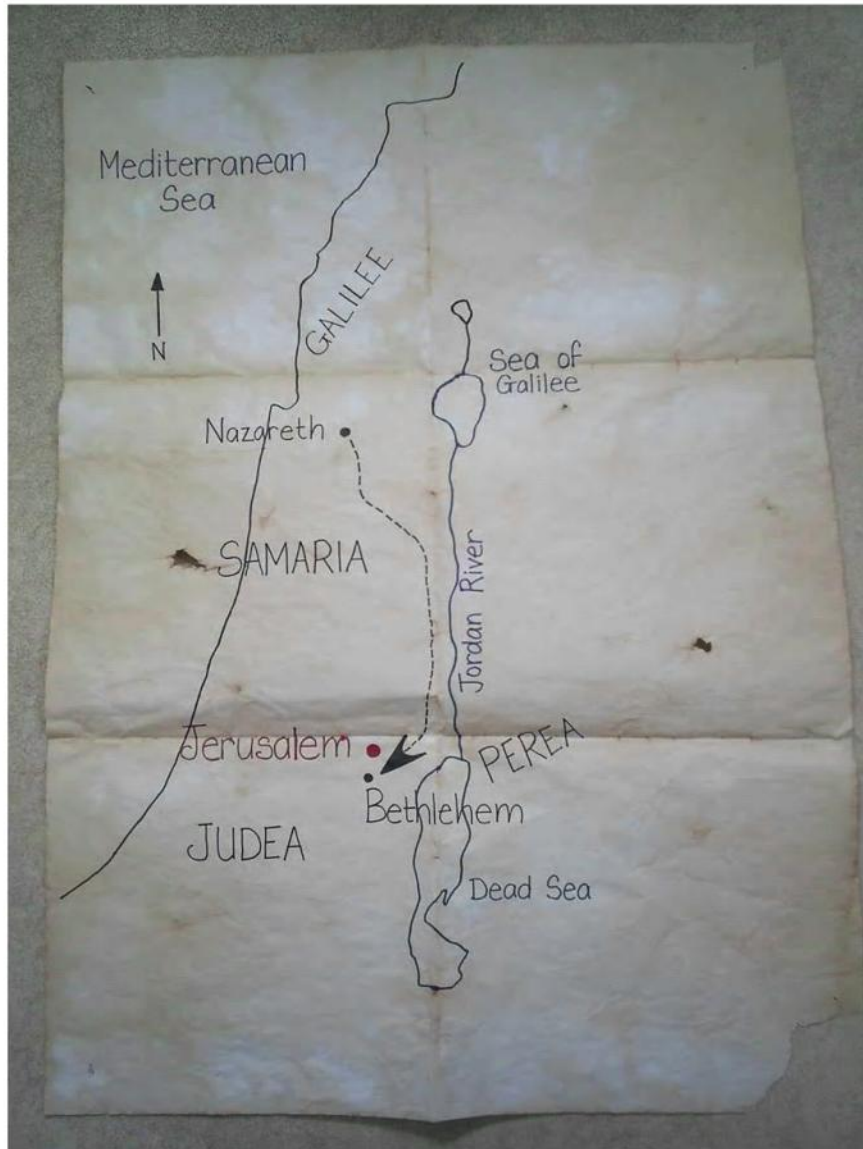 Mediterranean
Sea
GALILEE
N
Sea of
Galilee
Nazareth
SAMARIA
Jordan River
Jerusalem
PEREA
Bethlehem
JUDEA
Dead Sea